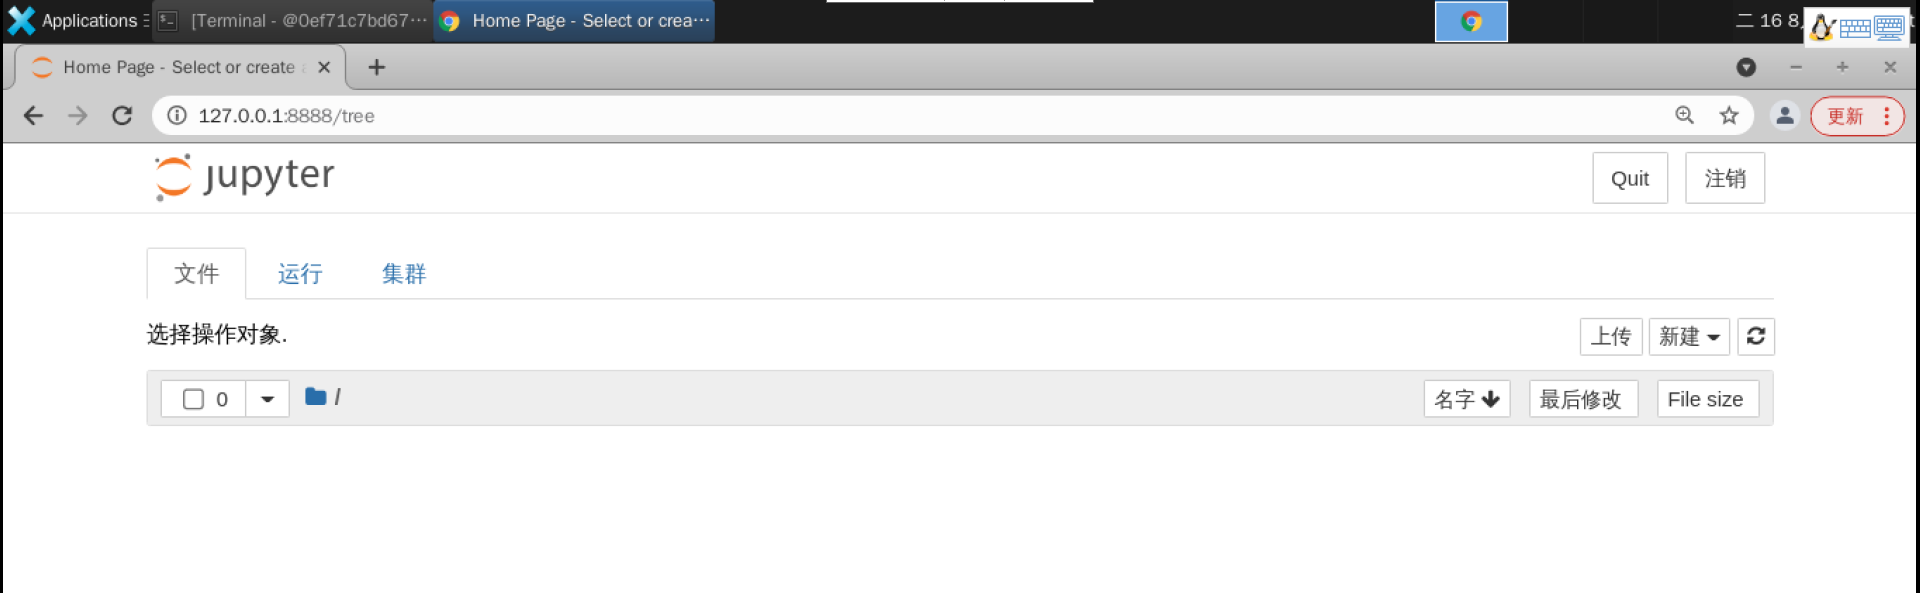 Applications [Terminal - @0ef71c7bd67... Home Page - Select or crea... 二 16 8
Home Page - Select or create
127.0.0.1:8888/tree 更新
jupyter Quit 注销
文件 运行 集群
选择操作对象. 上传 新建
0 / 名字 最后修改 File size